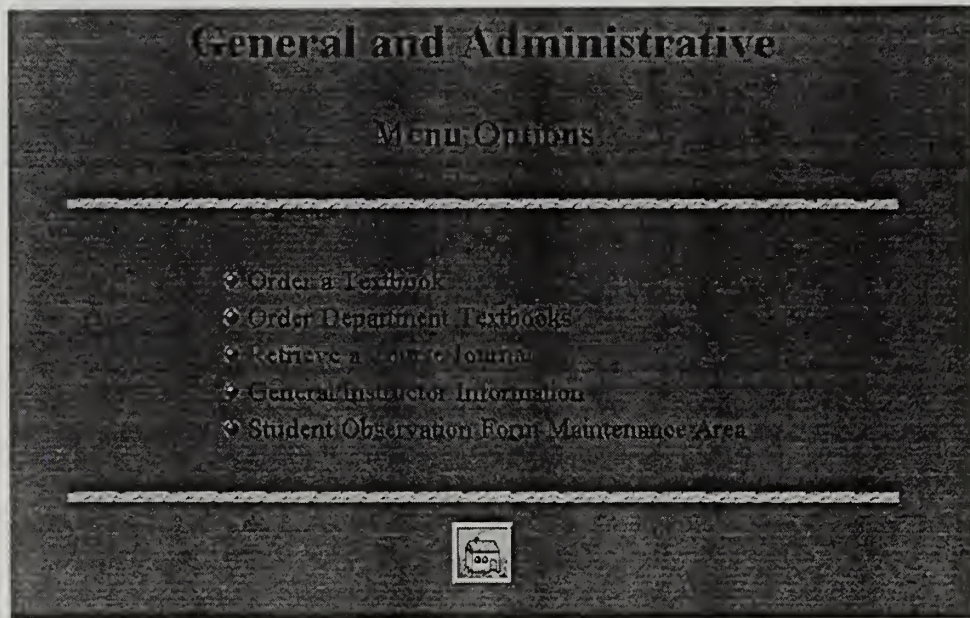 General and Administrative
Menu Options
Order a Textbook
Order Department Textbooks
Retrieve a Course Journal
General Instructor Information
Student Observation Form Maintenance Area